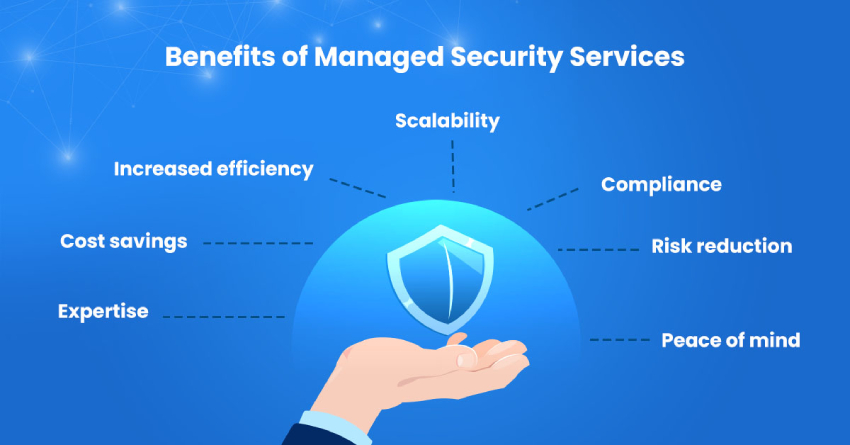 Benefits of Managed Security Services
Scalability
Increased efficiency
Compliance
Cost savings
Risk reduction
Expertise
Peace of mind